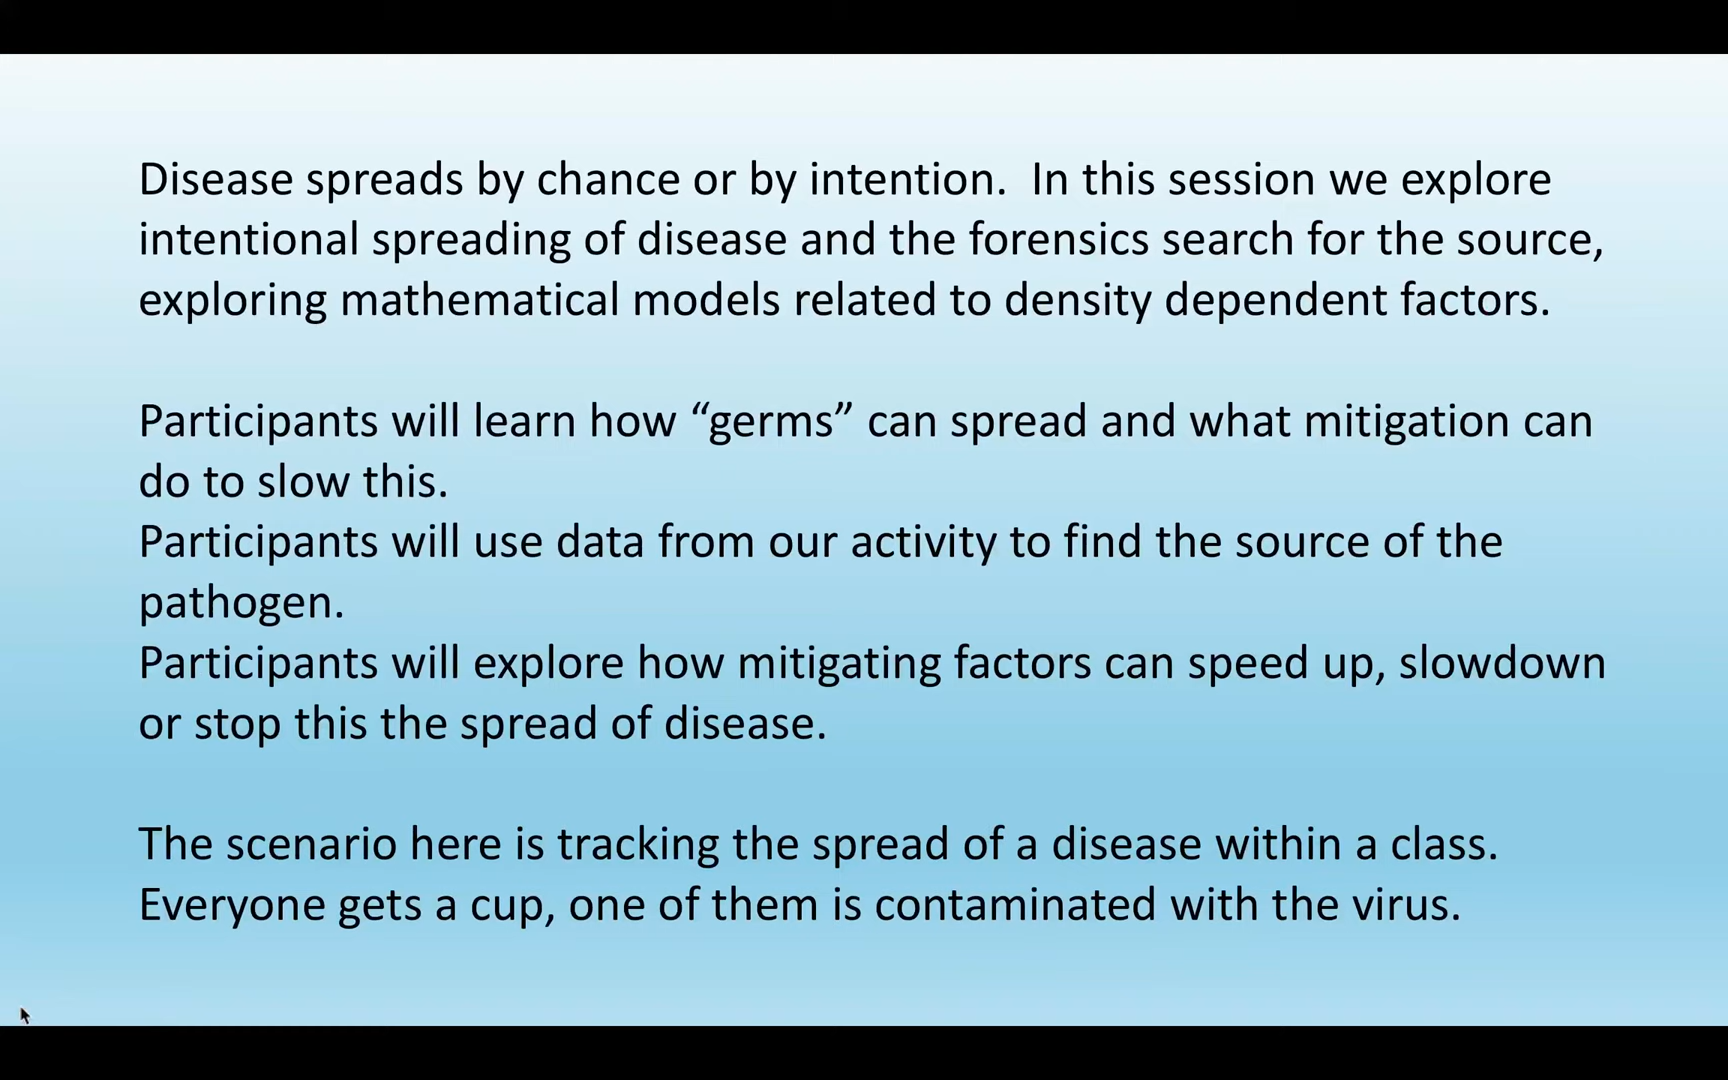 Disease spreads by chance or by intention.  In this session we explore
intentional spreading of disease and the forensics search for the source,
exploring mathematical models related to density dependent factors.
Participants will learn how “germs” can spread and what mitigation can
do to slow this.
Participants will use data from our activity to find the source of the
pathogen.
Participants will explore how mitigating factors can speed up, slowdown
or stop this the spread of disease.
The scenario here is tracking the spread of a disease within a class.
Everyone gets a cup, one of them is contaminated with the virus.